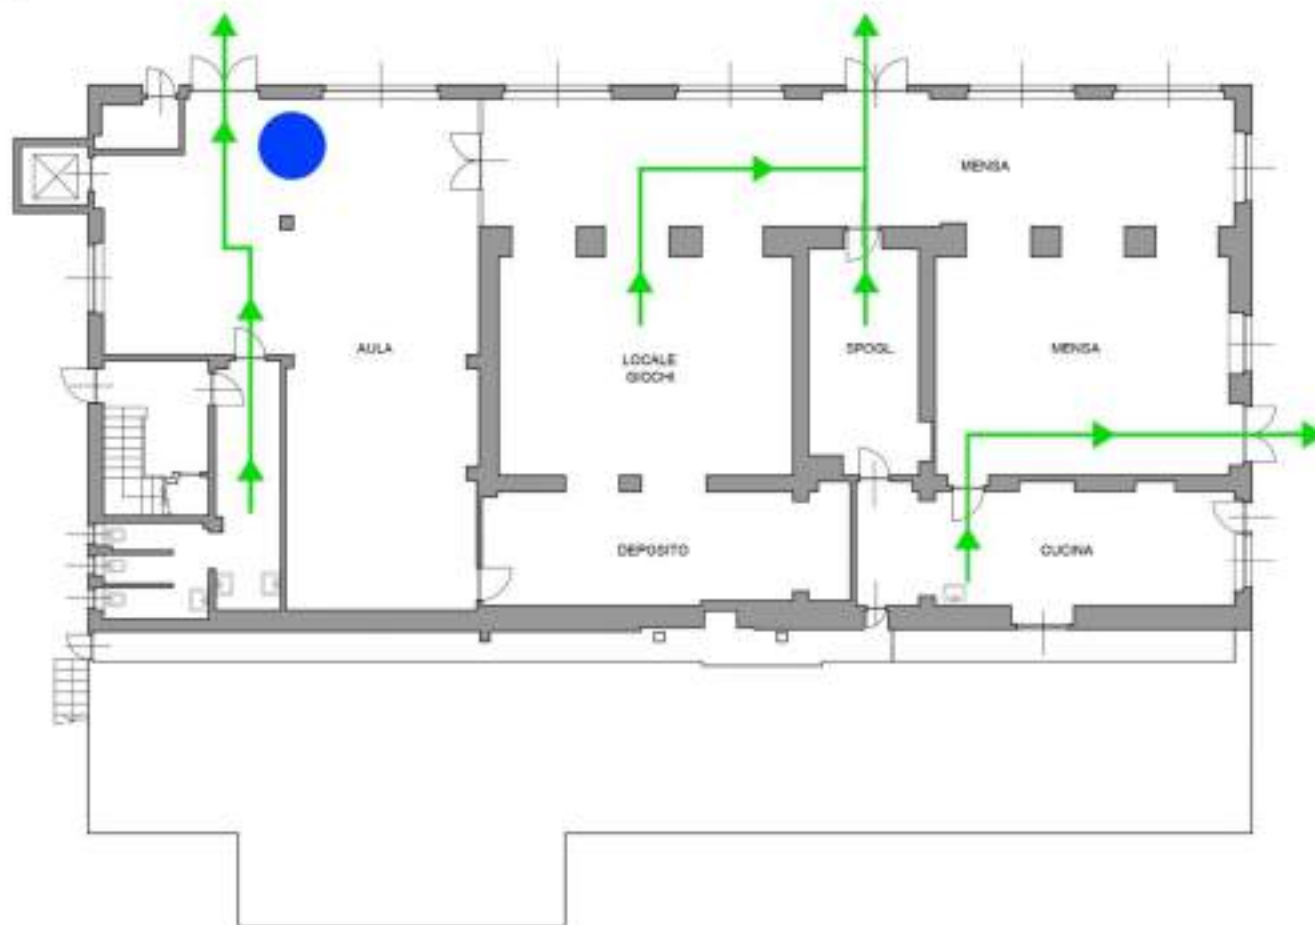 MENSA
AULA
LOCALE
GIOCHI
SPOGL.
MENSA
DEPOSITO
CUCINA